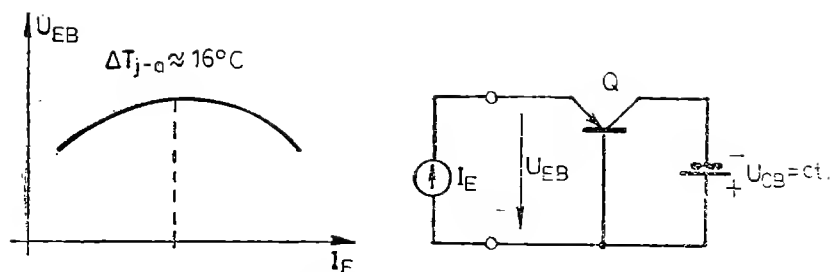 U_EB
ΔT_j-a ≈ 16°C
I_E
Q
I_E
U_EB
-
−
+
U_CB = ct.